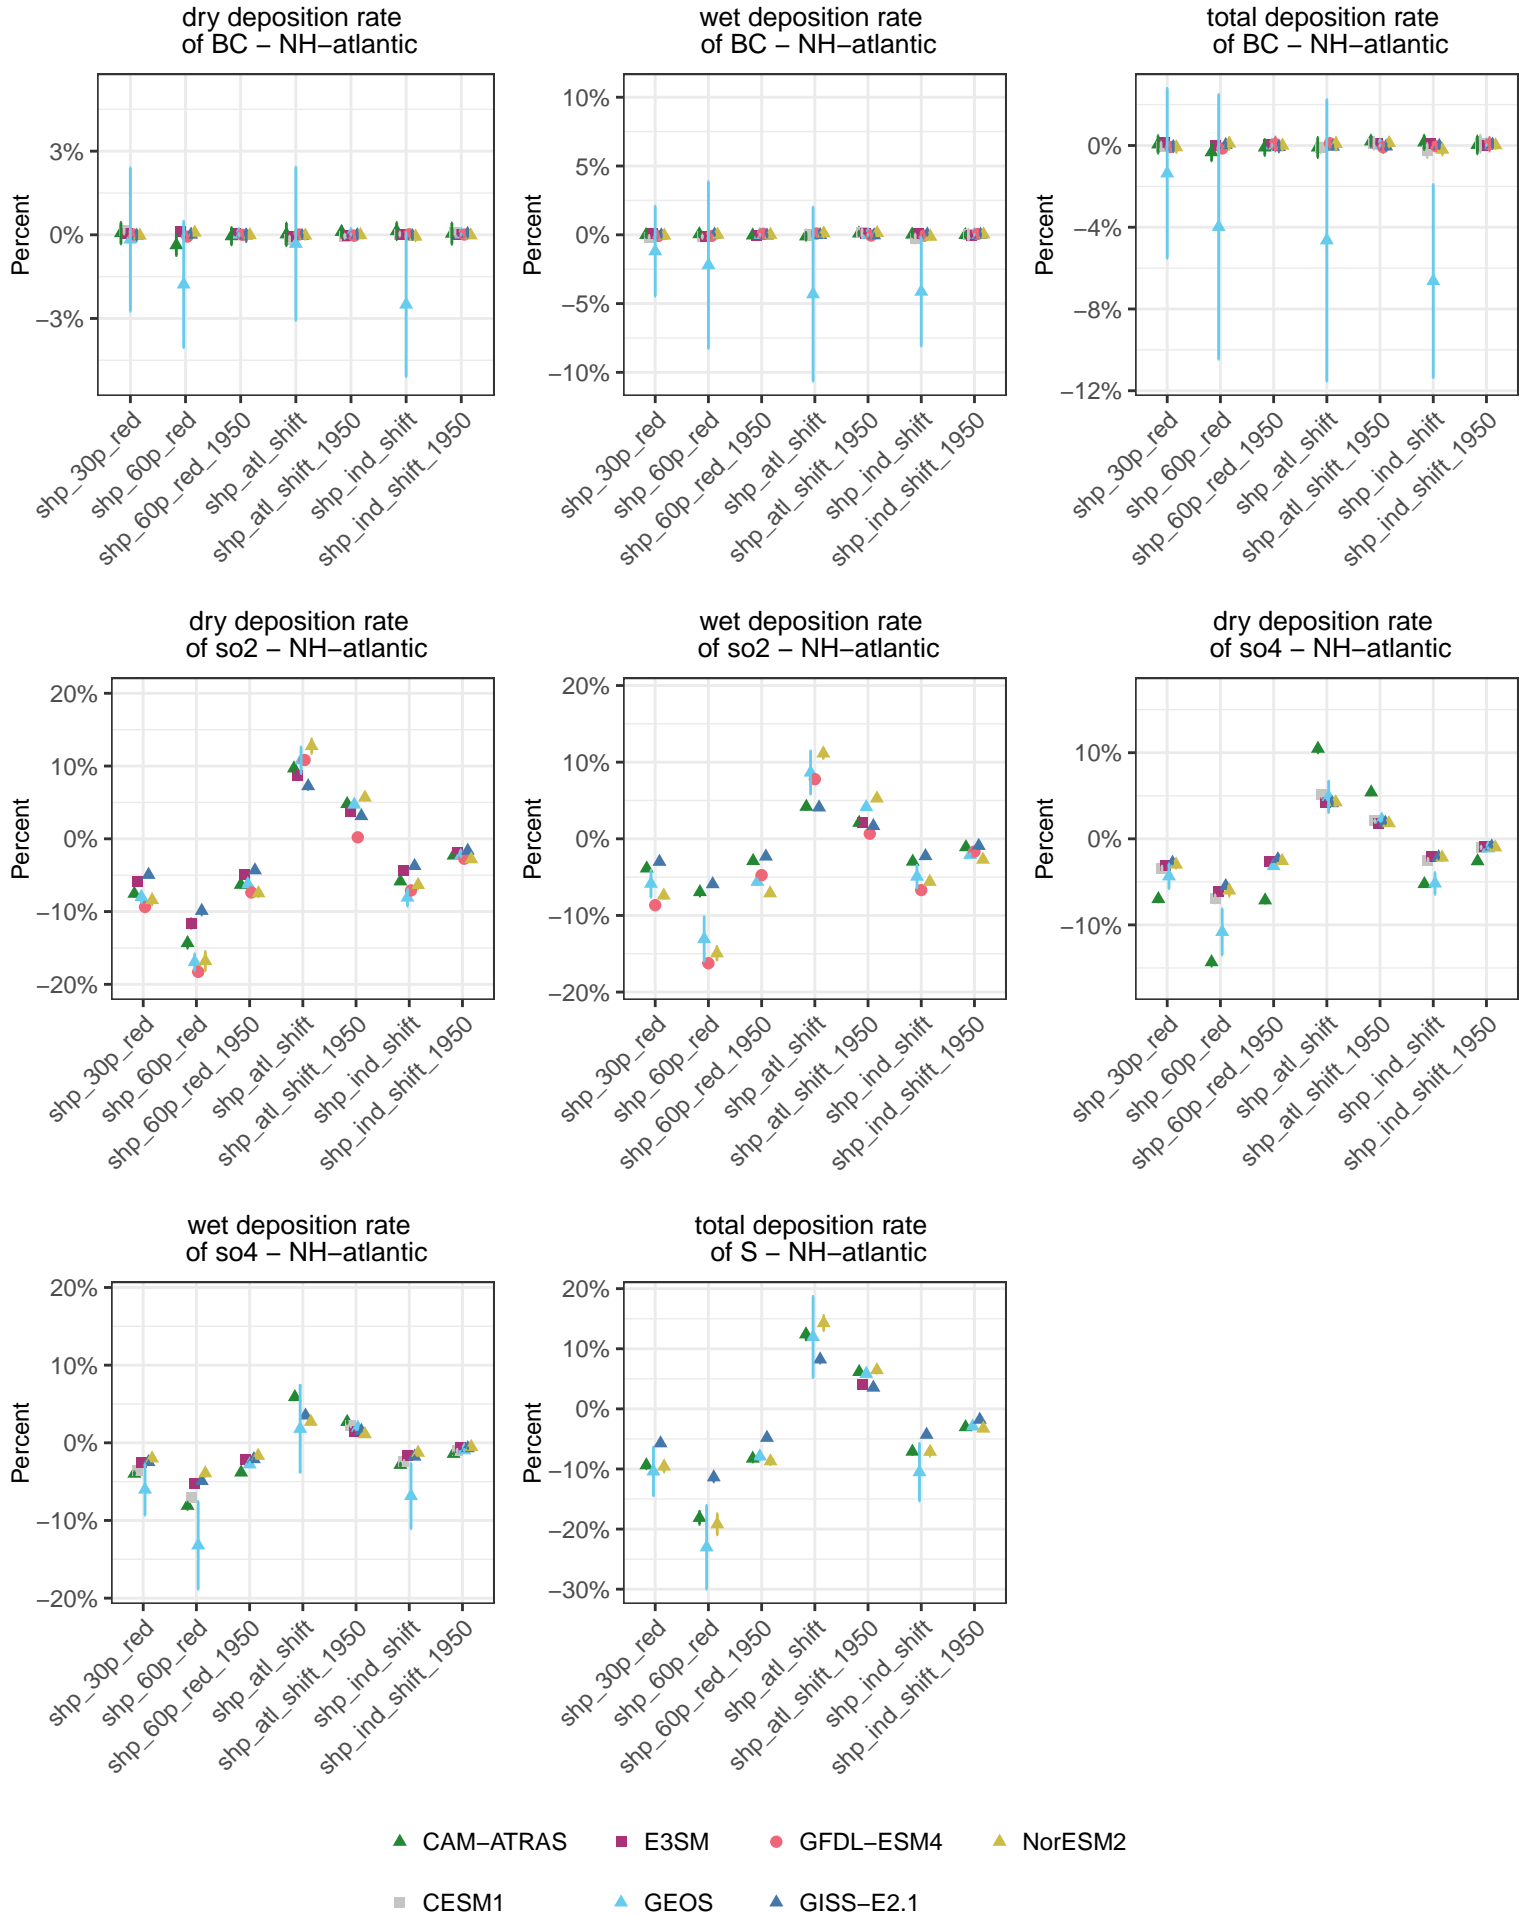 dry deposition rate
of BC − NH−atlantic
Percent
3%
0%
−3%
shp_30p_red
shp_60p_red
shp_60p_red_1950
shp_atl_shift
shp_atl_shift_1950
shp_ind_shift
shp_ind_shift_1950
wet deposition rate
of BC − NH−atlantic
Percent
10%
5%
0%
−5%
−10%
shp_30p_red
shp_60p_red
shp_60p_red_1950
shp_atl_shift
shp_atl_shift_1950
shp_ind_shift
shp_ind_shift_1950
total deposition rate
of BC − NH−atlantic
Percent
0%
−4%
−8%
−12%
shp_30p_red
shp_60p_red
shp_60p_red_1950
shp_atl_shift
shp_atl_shift_1950
shp_ind_shift
shp_ind_shift_1950
dry deposition rate
of so2 − NH−atlantic
Percent
20%
10%
0%
−10%
−20%
shp_30p_red
shp_60p_red
shp_60p_red_1950
shp_atl_shift
shp_atl_shift_1950
shp_ind_shift
shp_ind_shift_1950
wet deposition rate
of so2 − NH−atlantic
Percent
20%
10%
0%
−10%
−20%
shp_30p_red
shp_60p_red
shp_60p_red_1950
shp_atl_shift
shp_atl_shift_1950
shp_ind_shift
shp_ind_shift_1950
dry deposition rate
of so4 − NH−atlantic
Percent
10%
0%
−10%
shp_30p_red
shp_60p_red
shp_60p_red_1950
shp_atl_shift
shp_atl_shift_1950
shp_ind_shift
shp_ind_shift_1950
wet deposition rate
of so4 − NH−atlantic
Percent
20%
10%
0%
−10%
−20%
shp_30p_red
shp_60p_red
shp_60p_red_1950
shp_atl_shift
shp_atl_shift_1950
shp_ind_shift
shp_ind_shift_1950
total deposition rate
of S − NH−atlantic
Percent
20%
10%
0%
−10%
−20%
−30%
shp_30p_red
shp_60p_red
shp_60p_red_1950
shp_atl_shift
shp_atl_shift_1950
shp_ind_shift
shp_ind_shift_1950
CAM−ATRAS
E3SM
GFDL−ESM4
NorESM2
CESM1
GEOS
GISS−E2.1